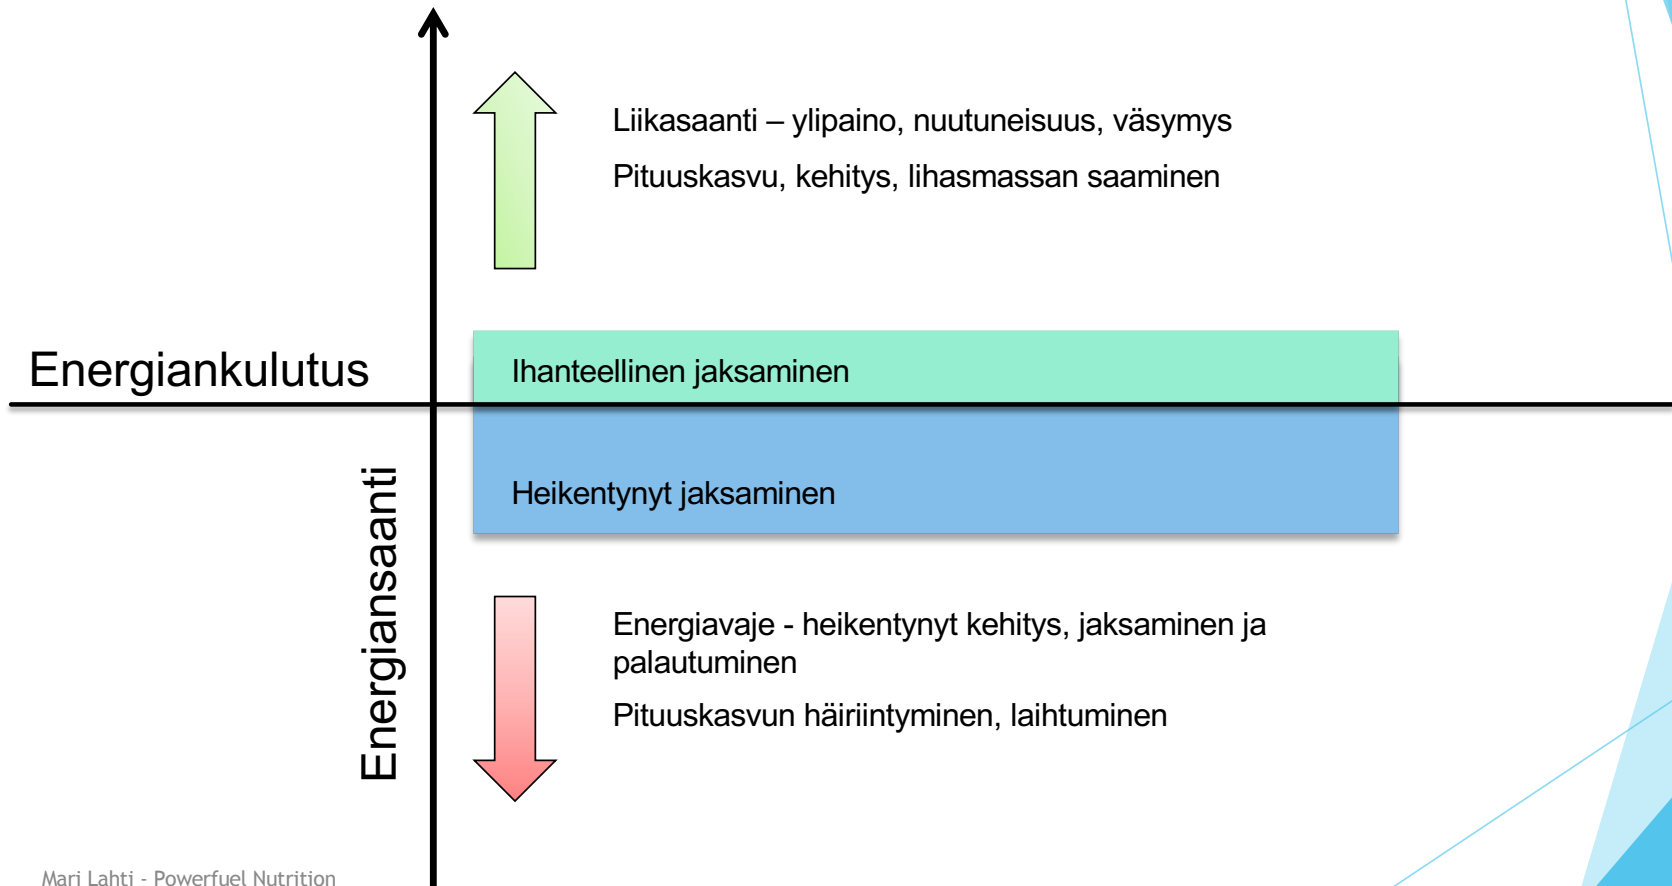 Liikasaanti – ylipaino, nuutuneisuus, väsymys
Pituuskasvu, kehitys, lihasmassan saaminen
Energiankulutus
Ihanteellinen jaksaminen
Heikentynyt jaksaminen
Energiansaanti
Energiavaje - heikentynyt kehitys, jaksaminen ja
palautuminen
Pituuskasvun häiriintyminen, laihtuminen
Mari Lahti - Powerfuel Nutrition